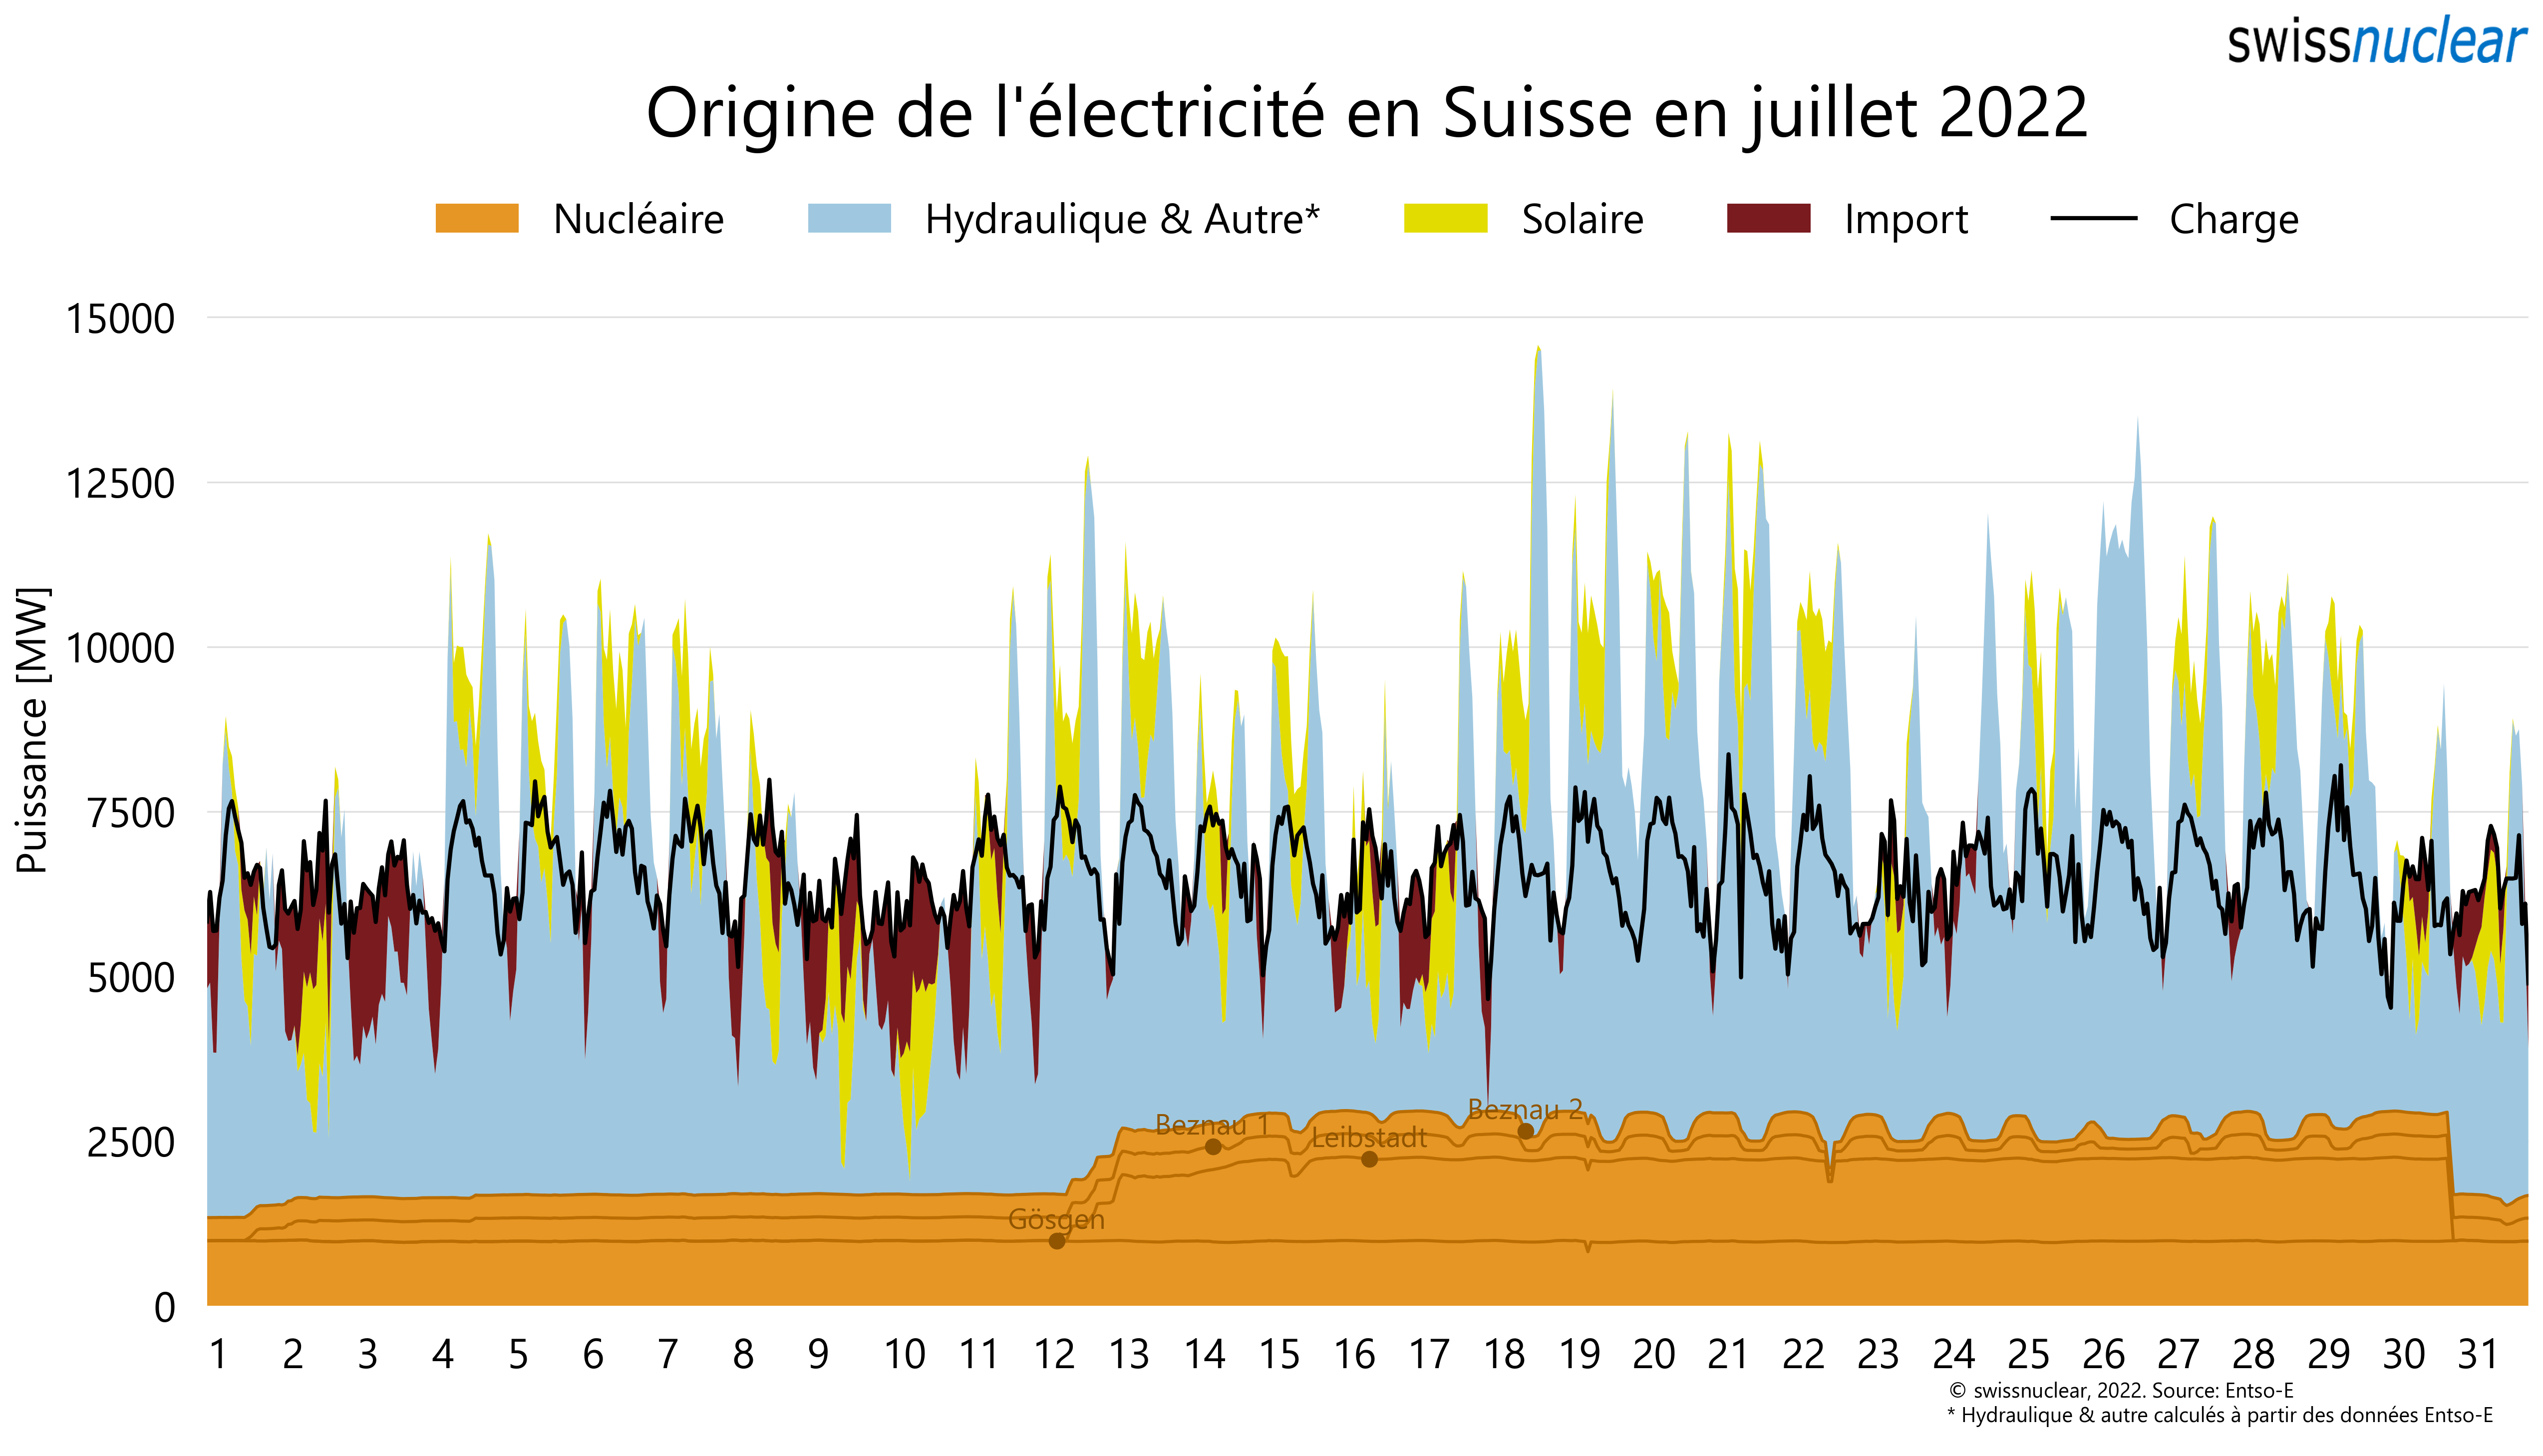 swissnuclear
Origine de l'électricité en Suisse en juillet 2022
Nucléaire Hydraulique & Autre* Solaire Import Charge
Puissance [MW]
15000
12500
10000
7500
5000
2500
0
Beznau 2
Beznau 1
Leibstadt
Gösgen
1 2 3 4 5 6 7 8 9 10 11 12 13 14 15 16 17 18 19 20 21 22 23 24 25 26 27 28 29 30 31
© swissnuclear, 2022. Source: Entso-E
* Hydraulique & autre calculés à partir des données Entso-E